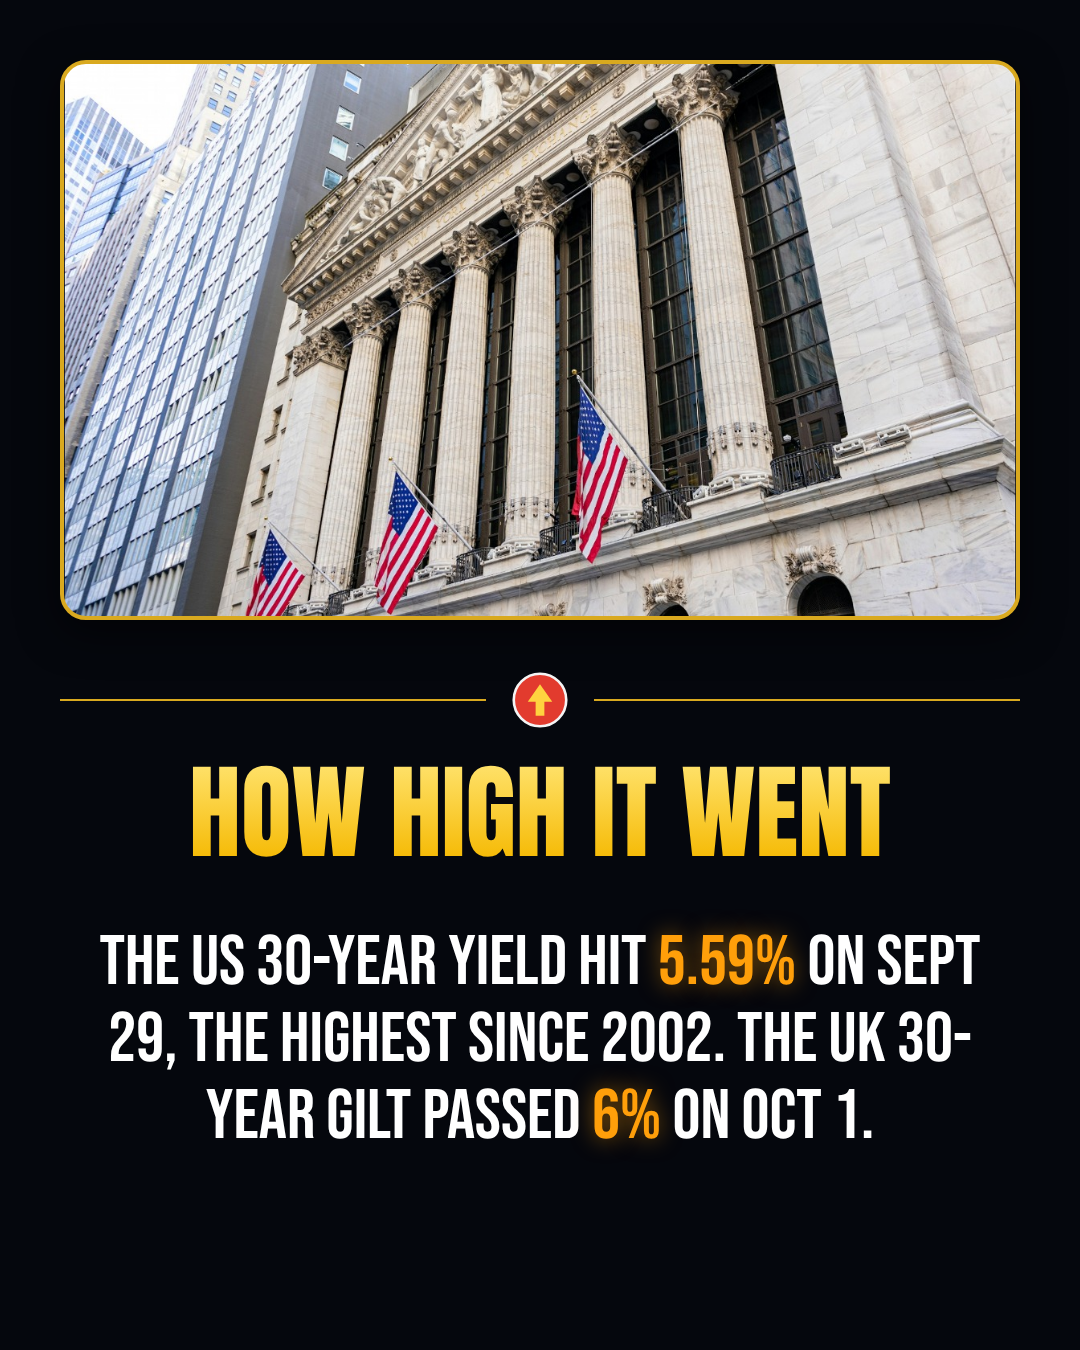 HOW HIGH IT WENT
THE US 30-YEAR YIELD HIT 5.59% ON SEPT
29, THE HIGHEST SINCE 2002. THE UK 30-
YEAR GILT PASSED 6% ON OCT 1.